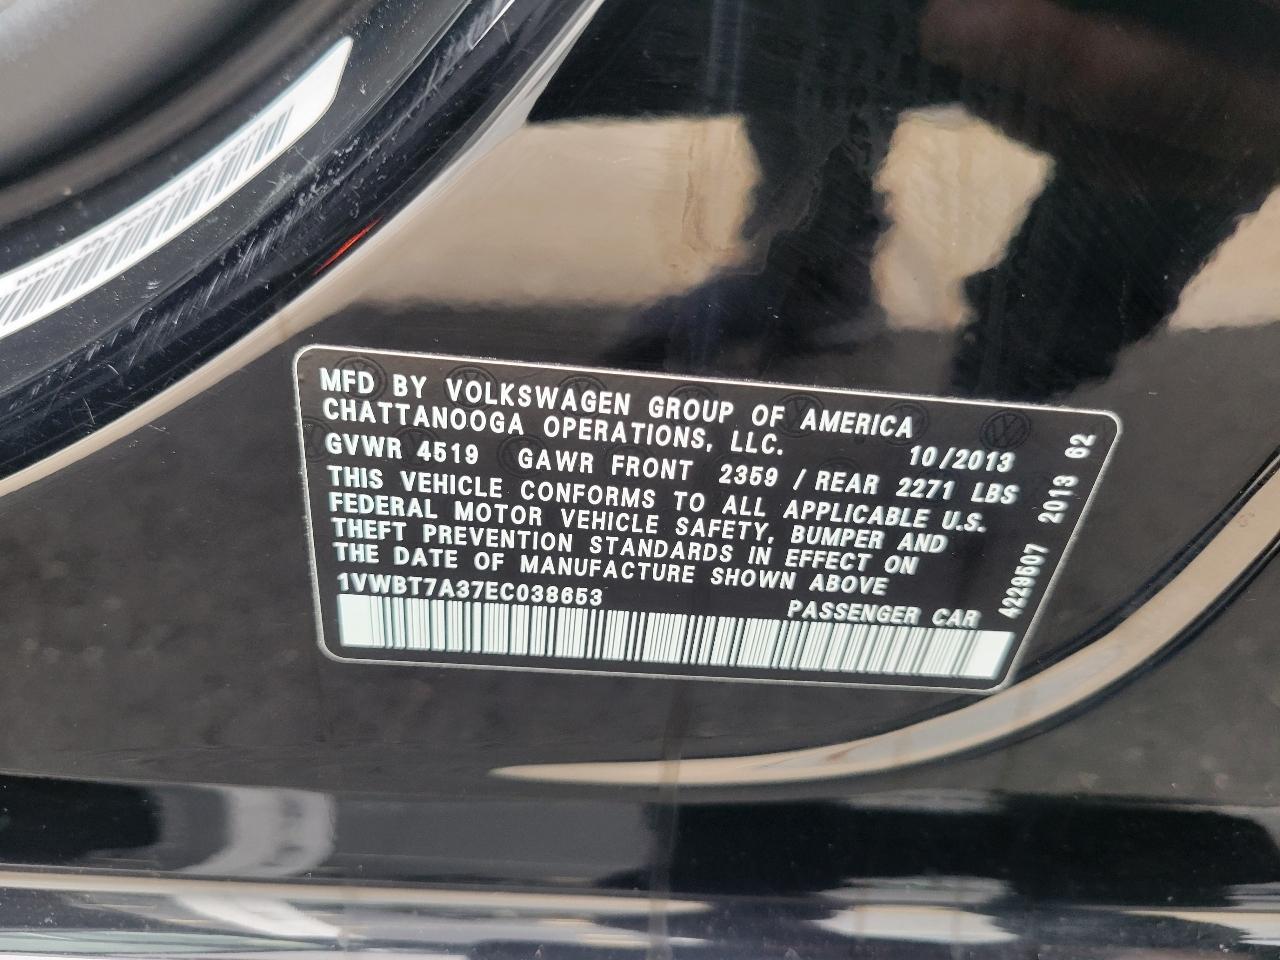 MFD BY VOLKSWAGEN GROUP OF AMERICA
CHATTANOOGA OPERATIONS, LLC.
10/2013
GVWR 4519 GAWR FRONT 2359 / REAR 2271 LBS
THIS VEHICLE CONFORMS TO ALL APPLICABLE U.S.
FEDERAL MOTOR VEHICLE SAFETY, BUMPER AND
THEFT PREVENTION STANDARDS IN EFFECT ON
THE DATE OF MANUFACTURE SHOWN ABOVE
1VWBT7A37EC038653
PASSENGER CAR
4229507 2013 62